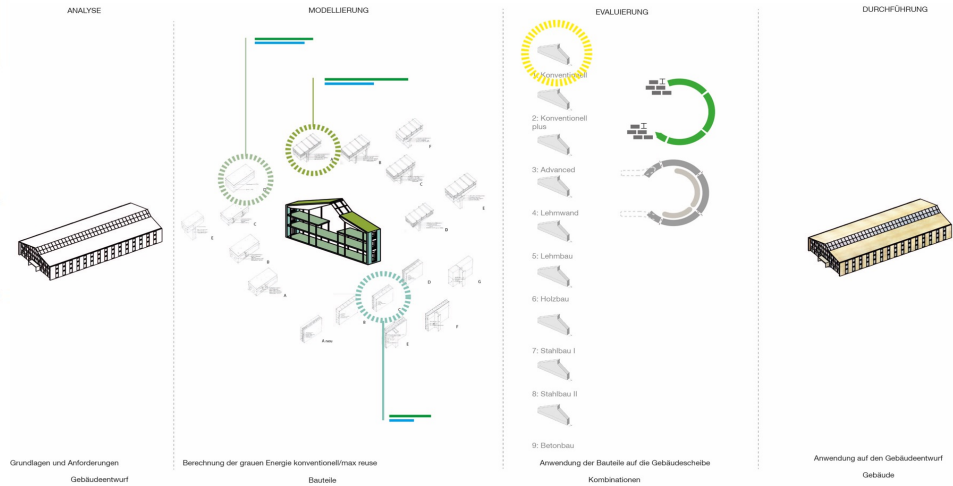 ANALYSE
MODELLIERUNG
EVALUIERUNG
DURCHFÜHRUNG
F
B
C
E
D
C
E
B
A
D
G
B
F
E
1: Konventionell
2: Konventionell
plus
3: Advanced
4: Lehmwand
5: Lehmbau
6: Holzbau
7: Stahlbau I
8: Stahlbau II
9: Betonbau
Grundlagen und Anforderungen
Gebäudeentwurf
Berechnung der grauen Energie konventionell/max reuse
Bauteile
Anwendung der Bauteile auf die Gebäudescheibe
Kombinationen
Anwendung auf den Gebäudeentwurf
Gebäude